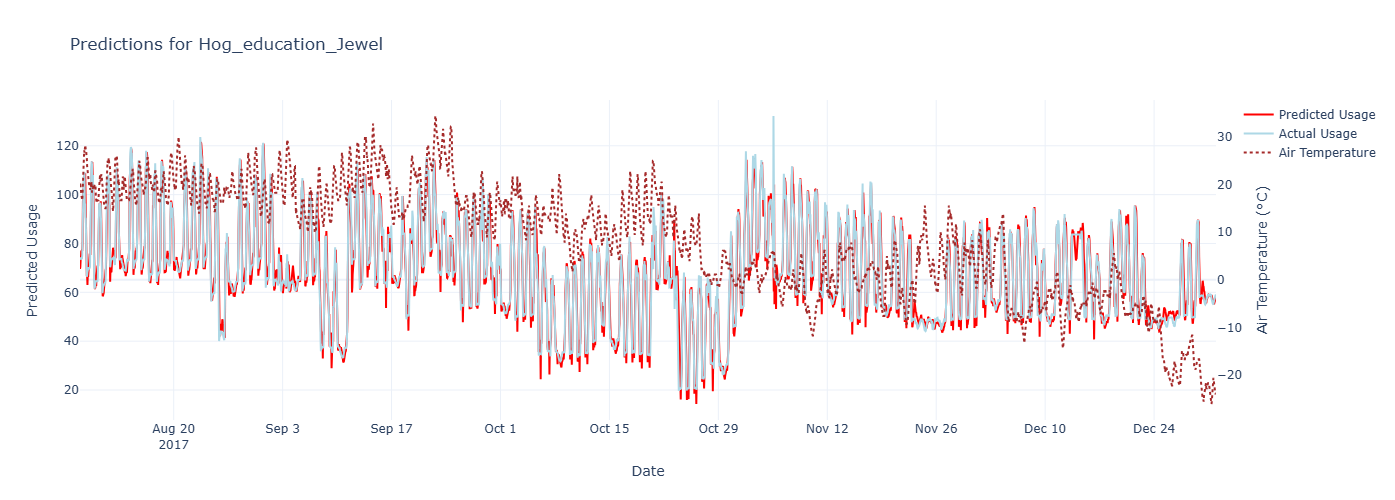 Predictions for Hog_education_Jewel
Predicted Usage
120
100
80
60
40
20
Aug 20
2017
Sep 3
Sep 17
Oct 1
Oct 15
Oct 29
Nov 12
Nov 26
Dec 10
Dec 24
Date
30
20
10
0
−10
−20
Air Temperature (°C)
Predicted Usage
Actual Usage
Air Temperature